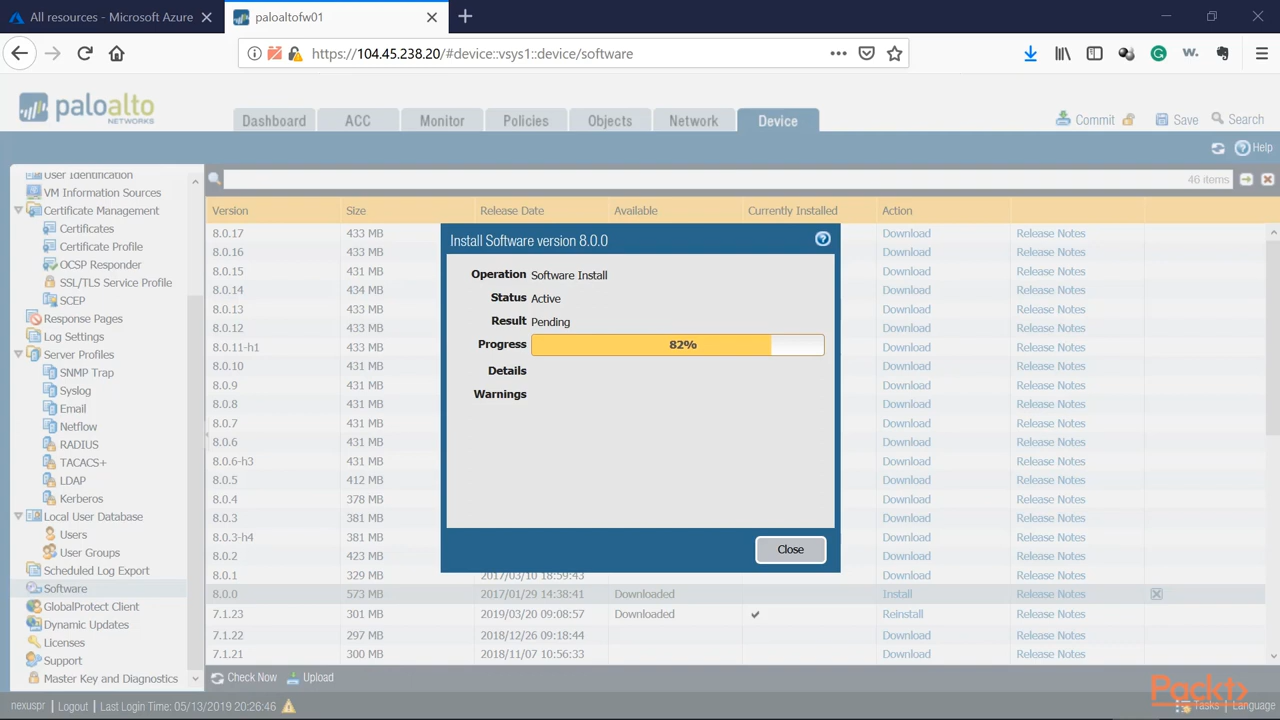 All resources - Microsoft Azure
paloaltofw01
https://104.45.238.20/#device::vsys1::device/software
paloalto
NETWORKS
Dashboard ACC Monitor Policies Objects Network Device
Commit Save Search
Help
46 items
User Identification
VM Information Sources
Certificate Management
Certificates
Certificate Profile
OCSP Responder
SSL/TLS Service Profile
SCEP
Response Pages
Log Settings
Server Profiles
SNMP Trap
Syslog
Email
Netflow
RADIUS
TACACS+
LDAP
Kerberos
Local User Database
Users
User Groups
Scheduled Log Export
Software
GlobalProtect Client
Dynamic Updates
Licenses
Support
Master Key and Diagnostics
Version Size Release Date Available Currently Installed Action
8.0.17 433 MB Download Release Notes
8.0.16 433 MB Download Release Notes
8.0.15 431 MB Download Release Notes
8.0.14 434 MB Download Release Notes
8.0.13 433 MB Download Release Notes
8.0.12 433 MB Download Release Notes
8.0.11-h1 433 MB Download Release Notes
8.0.10 433 MB Download Release Notes
8.0.9 431 MB Download Release Notes
8.0.8 431 MB Download Release Notes
8.0.7 431 MB Download Release Notes
8.0.6 431 MB Download Release Notes
8.0.6-h3 433 MB Download Release Notes
8.0.5 412 MB Download Release Notes
8.0.4 378 MB Download Release Notes
8.0.3 381 MB Download Release Notes
8.0.3-h4 381 MB Download Release Notes
8.0.2 423 MB Download Release Notes
8.0.1 329 MB 2017/03/10 18:59:43 Download Release Notes
8.0.0 573 MB 2017/01/29 14:38:41 Downloaded Install Release Notes
7.1.23 301 MB 2019/03/20 09:08:57 Downloaded Reinstall Release Notes
7.1.22 297 MB 2018/12/26 09:18:44 Download Release Notes
7.1.21 300 MB 2018/11/07 10:56:33 Download Release Notes
Install Software version 8.0.0
Operation Software Install
Status Active
Result Pending
Progress 82%
Details
Warnings
Close
Check Now Upload
nexuspr | Logout | Last Login Time: 05/13/2019 20:26:46
Tasks | Language
Packt